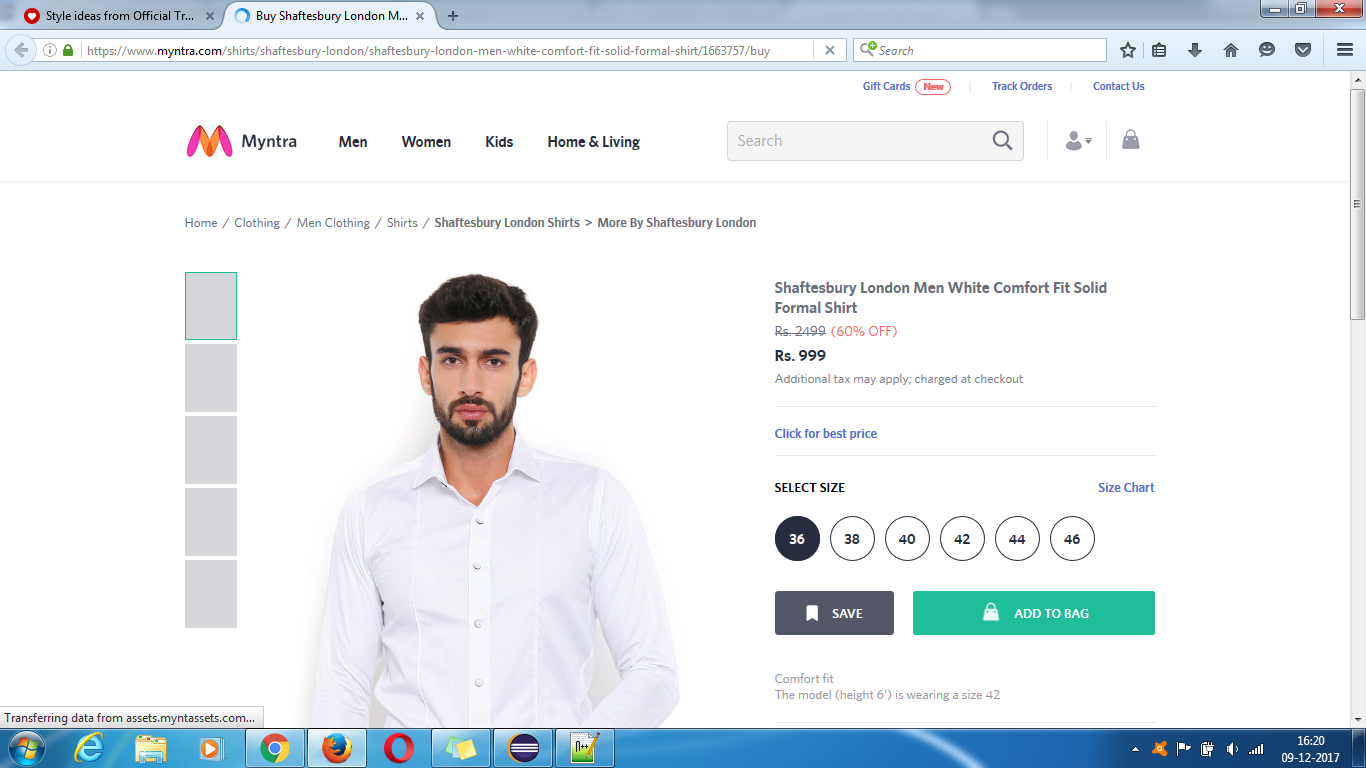 Style ideas from Official Tr...
Buy Shaftesbury London M...
https://www.myntra.com/shirts/shaftesbury-london/shaftesbury-london-men-white-comfort-fit-solid-formal-shirt/1663757/buy
Search
Gift Cards New Track Orders Contact Us
Myntra Men Women Kids Home & Living Search
Home / Clothing / Men Clothing / Shirts / Shaftesbury London Shirts > More By Shaftesbury London
Shaftesbury London Men White Comfort Fit Solid
Formal Shirt
Rs. 2499 (60% OFF)
Rs. 999
Additional tax may apply; charged at checkout
Click for best price
SELECT SIZE Size Chart
36 38 40 42 44 46
SAVE ADD TO BAG
Comfort fit
The model (height 6') is wearing a size 42
Transferring data from assets.myntassets.com...
16:20
09-12-2017